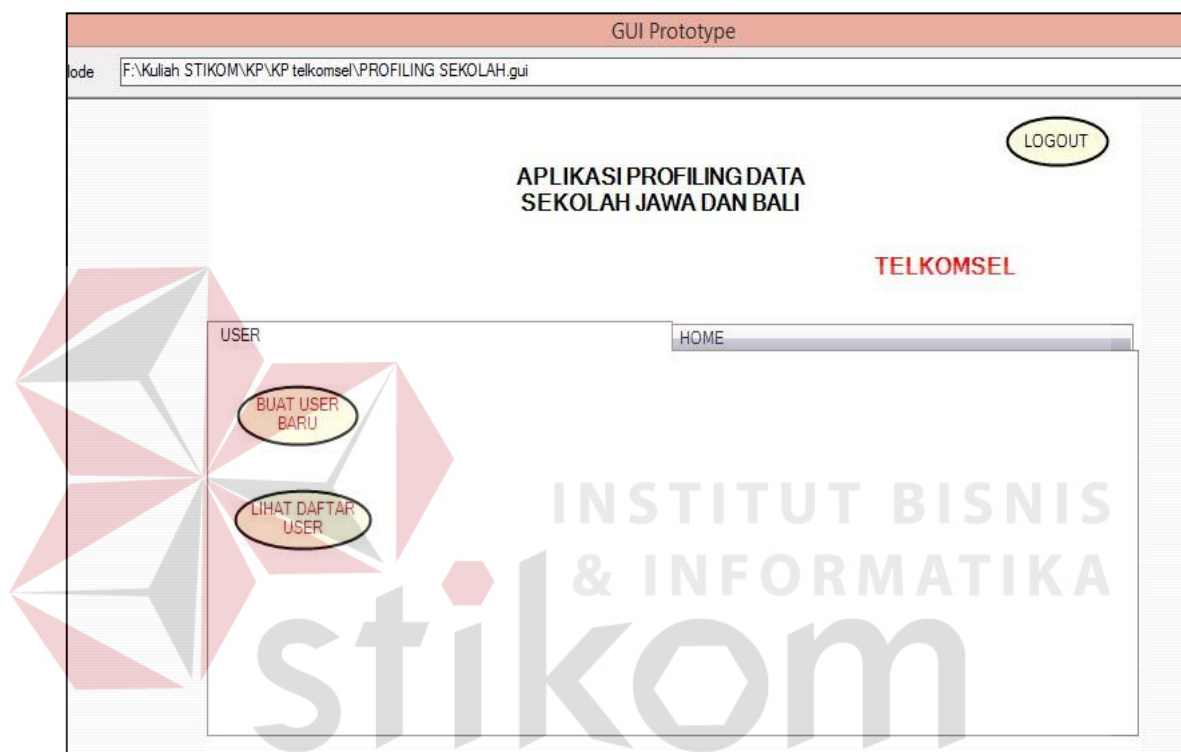 GUI Prototype
lode F:\Kuliah STIKOM\KP\KP telkomsel\PROFILING SEKOLAH.gui
LOGOUT
APLIKASI PROFILING DATA
SEKOLAH JAWA DAN BALI
TELKOMSEL
USER
HOME
BUAT USER
BARU
LIHAT DAFTAR
USER
INSTITUT BISNIS
& INFORMATIKA
stikom